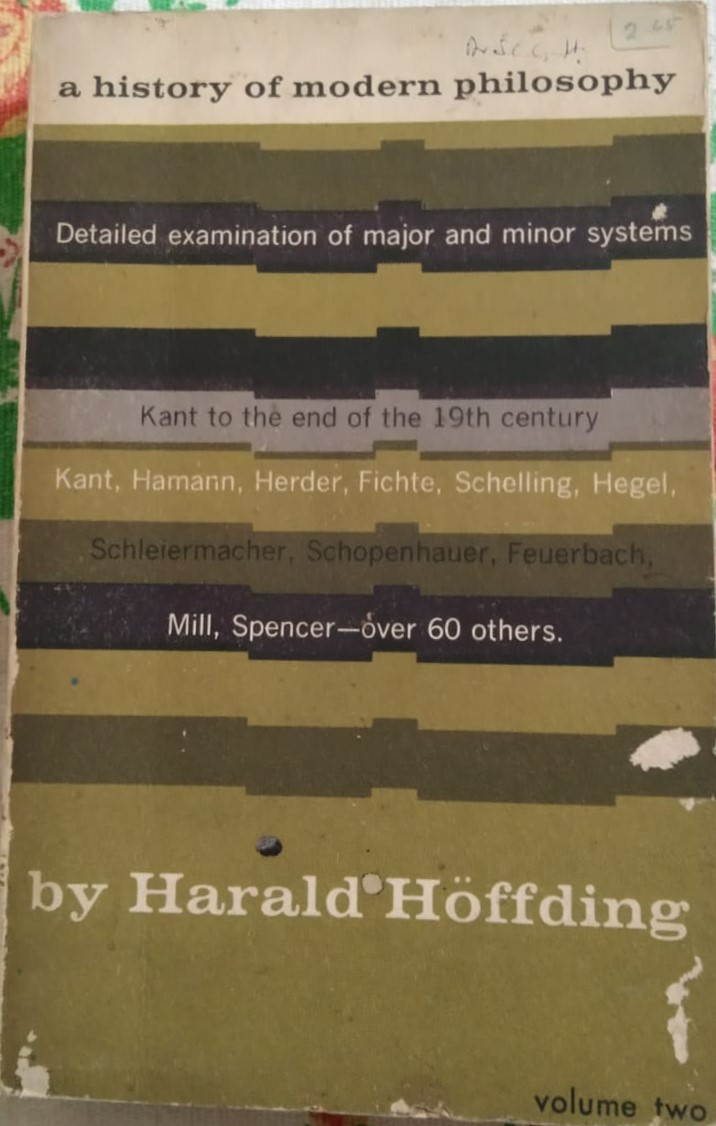 2.65
a history of modern philosophy
Detailed examination of major and minor systems
Kant to the end of the 19th century
Kant, Hamann, Herder, Fichte, Schelling, Hegel,
Schleiermacher, Schopenhauer, Feuerbach,
Mill, Spencer—over 60 others.
by Harald Höffding
volume two